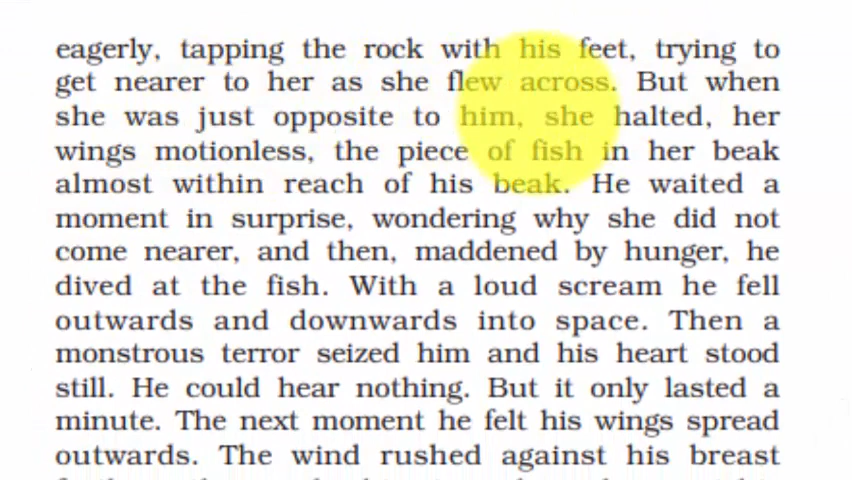 eagerly, tapping the rock with his feet, trying to
get nearer to her as she flew across. But when
she was just opposite to him, she halted, her
wings motionless, the piece of fish in her beak
almost within reach of his beak. He waited a
moment in surprise, wondering why she did not
come nearer, and then, maddened by hunger, he
dived at the fish. With a loud scream he fell
outwards and downwards into space. Then a
monstrous terror seized him and his heart stood
still. He could hear nothing. But it only lasted a
minute. The next moment he felt his wings spread
outwards. The wind rushed against his breast